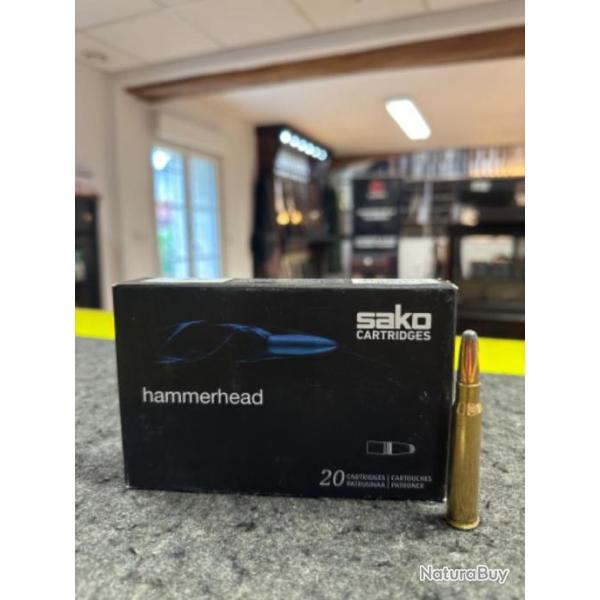 sako
CARTRIDGES
hammerhead
20 CARTRIDGES | CARTOUCHES
PATRUUNAA | PATRONER
NaturaBuy